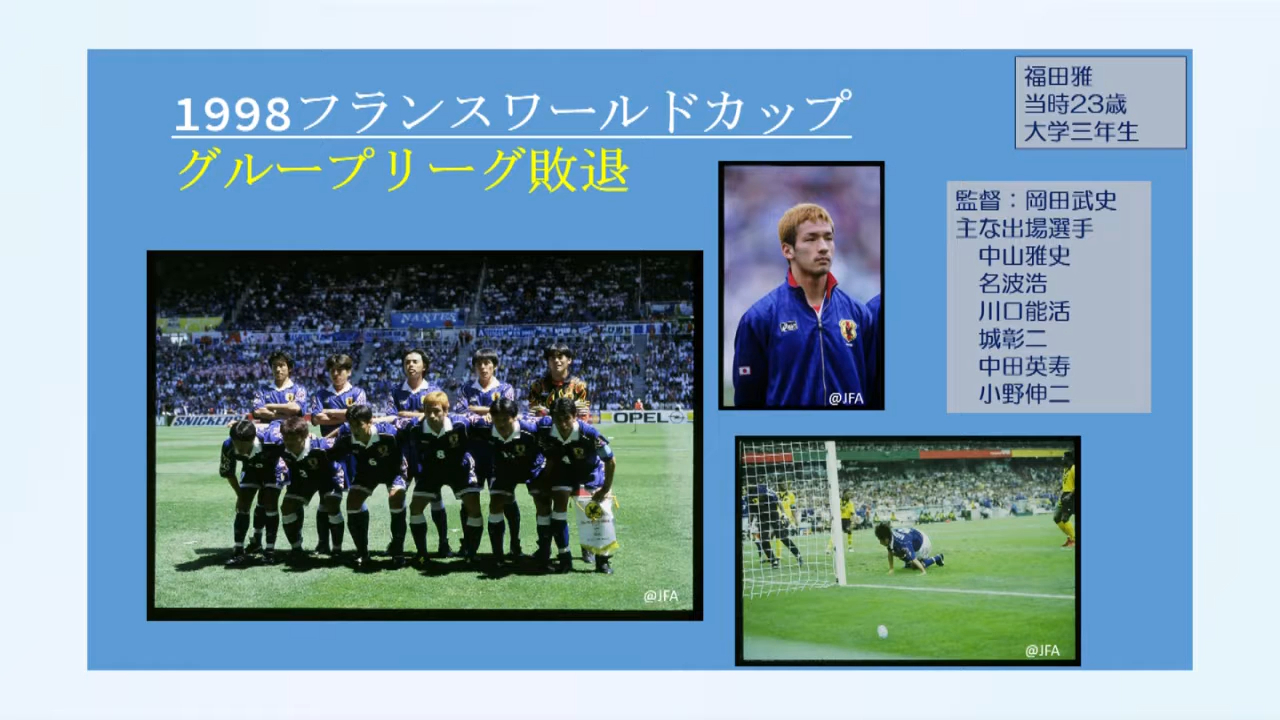 1998フランスワールドカップ
グループリーグ敗退
福田雅
当時23歳
大学三年生
監督：岡田武史
主な出場選手
中山雅史
名波浩
川口能活
城彰二
中田英寿
小野伸二
NANTES
SNICKERS
OPEL
@JFA
@JFA
@JFA